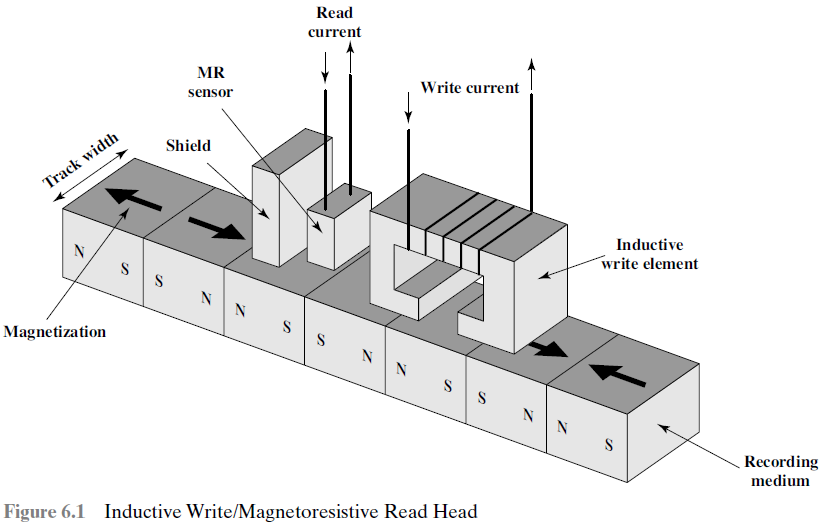 Read
current
MR
sensor
Write current
Shield
Track width
Inductive
write element
N S S N N S S N N S S N N S
Magnetization
Recording
medium
Figure 6.1 Inductive Write/Magnetoresistive Read Head